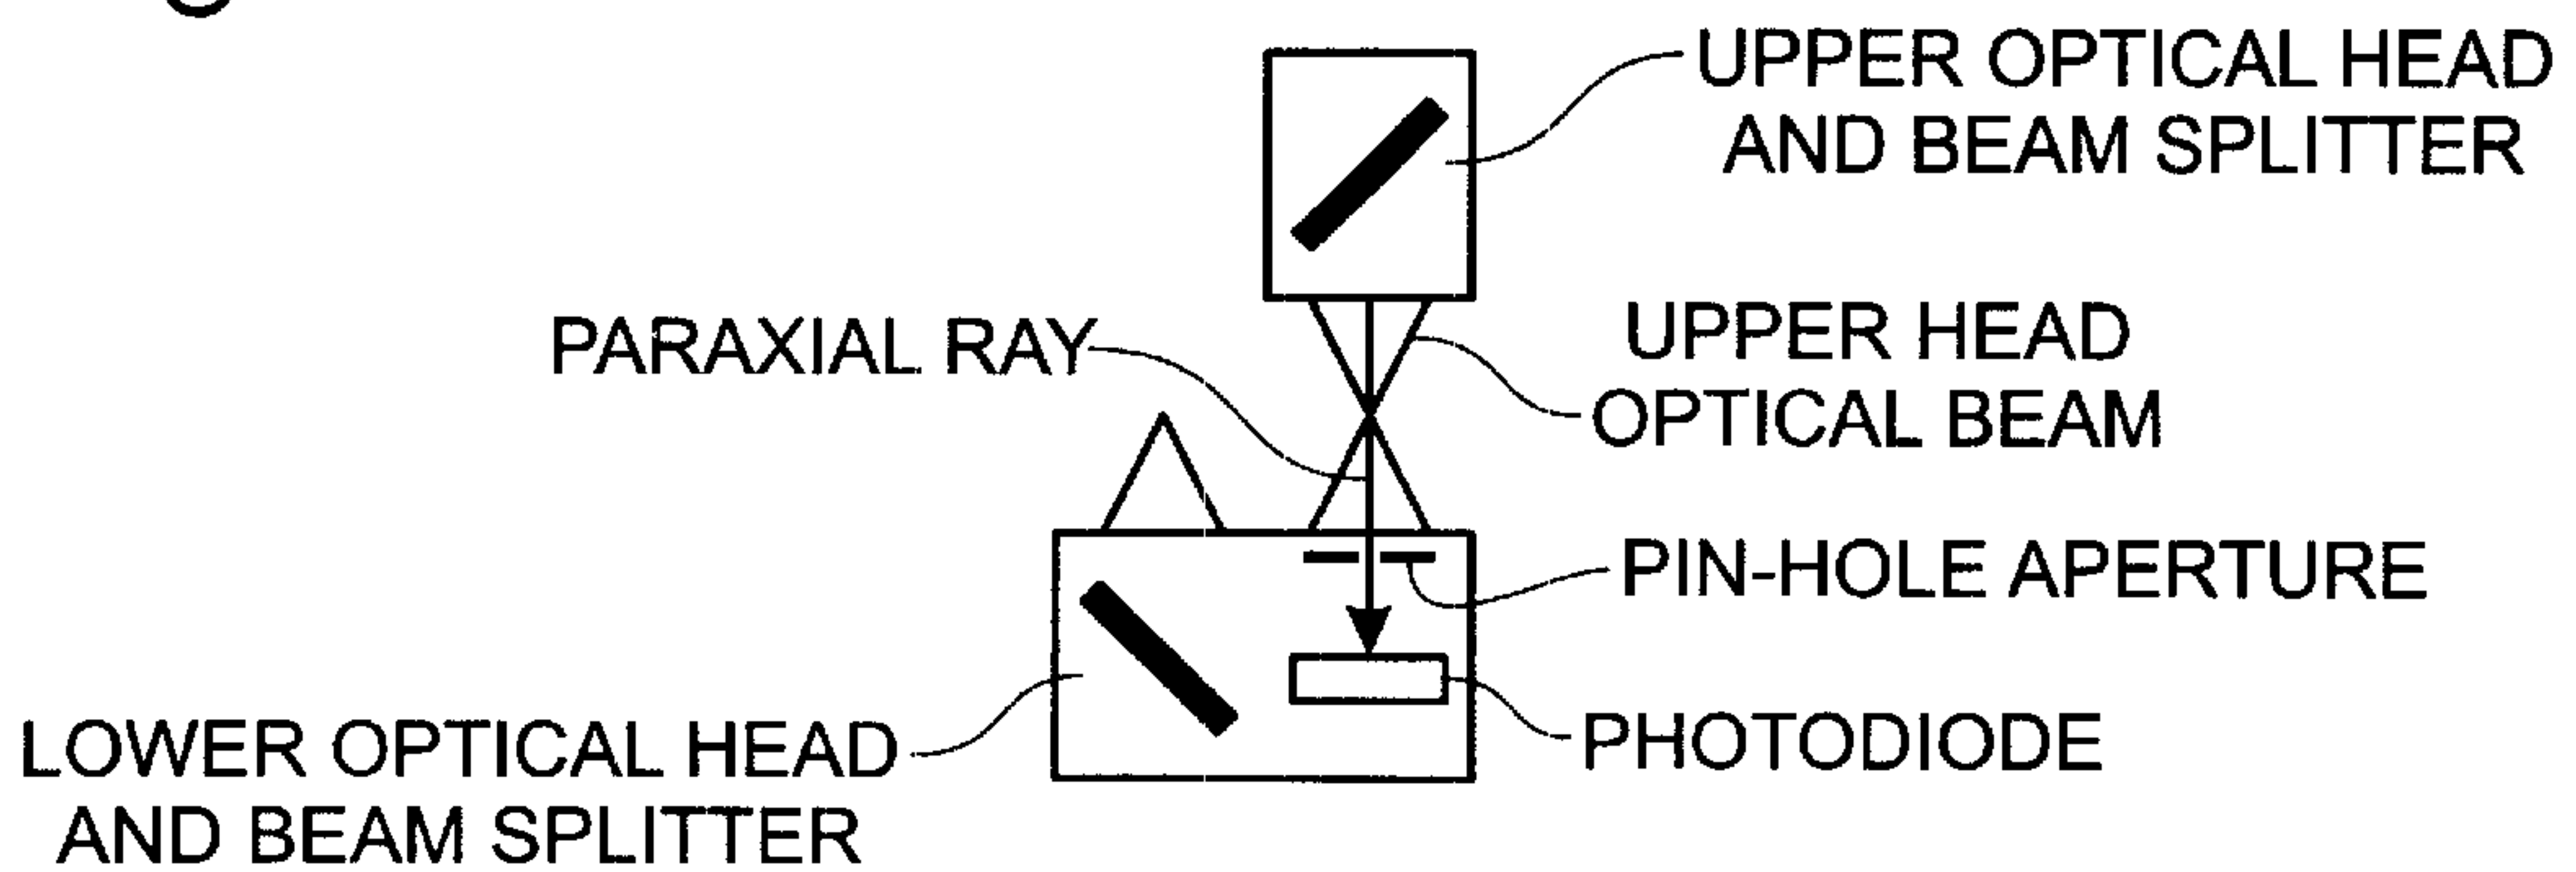 UPPER OPTICAL HEAD
AND BEAM SPLITTER
PARAXIAL RAY
UPPER HEAD
OPTICAL BEAM
PIN-HOLE APERTURE
PHOTODIODE
LOWER OPTICAL HEAD
AND BEAM SPLITTER